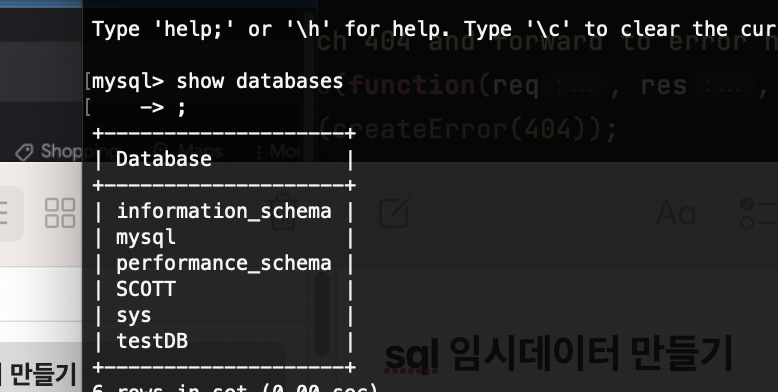 Type 'help;' or '\h' for help. Type '\c' to clear the cur
ch 404 and forward to error h
mysql> show databases
(function(req ..., res ...,
-> ;
(createError(404));
+--------------------+
| Database           |
+--------------------+
| information_schema |
| mysql              |
| performance_schema |
| SCOTT              |
| sys                |
| testDB             |
+--------------------+
6 rows in set (0.00 sec)
Shopp
Maps
Mo
Aa
sql 임시데이터 만들기
만들기